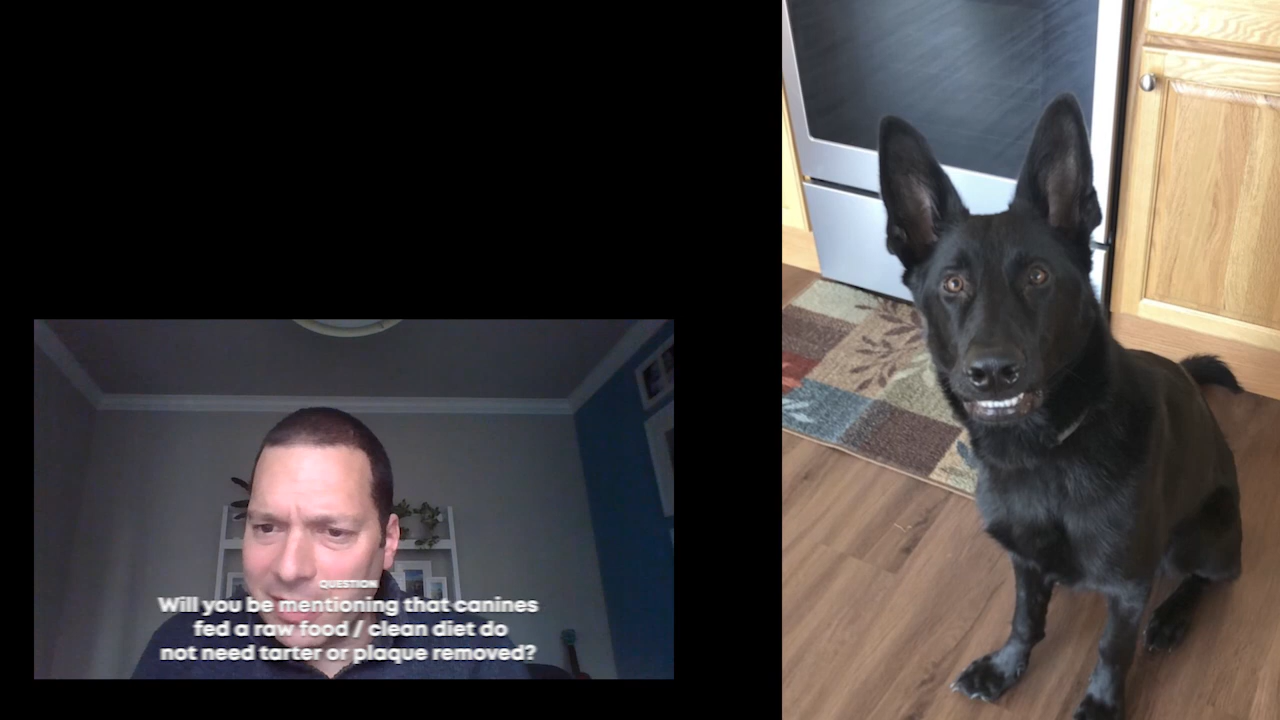 QUESTION
Will you be mentioning that canines
fed a raw food / clean diet do
not need tarter or plaque removed?